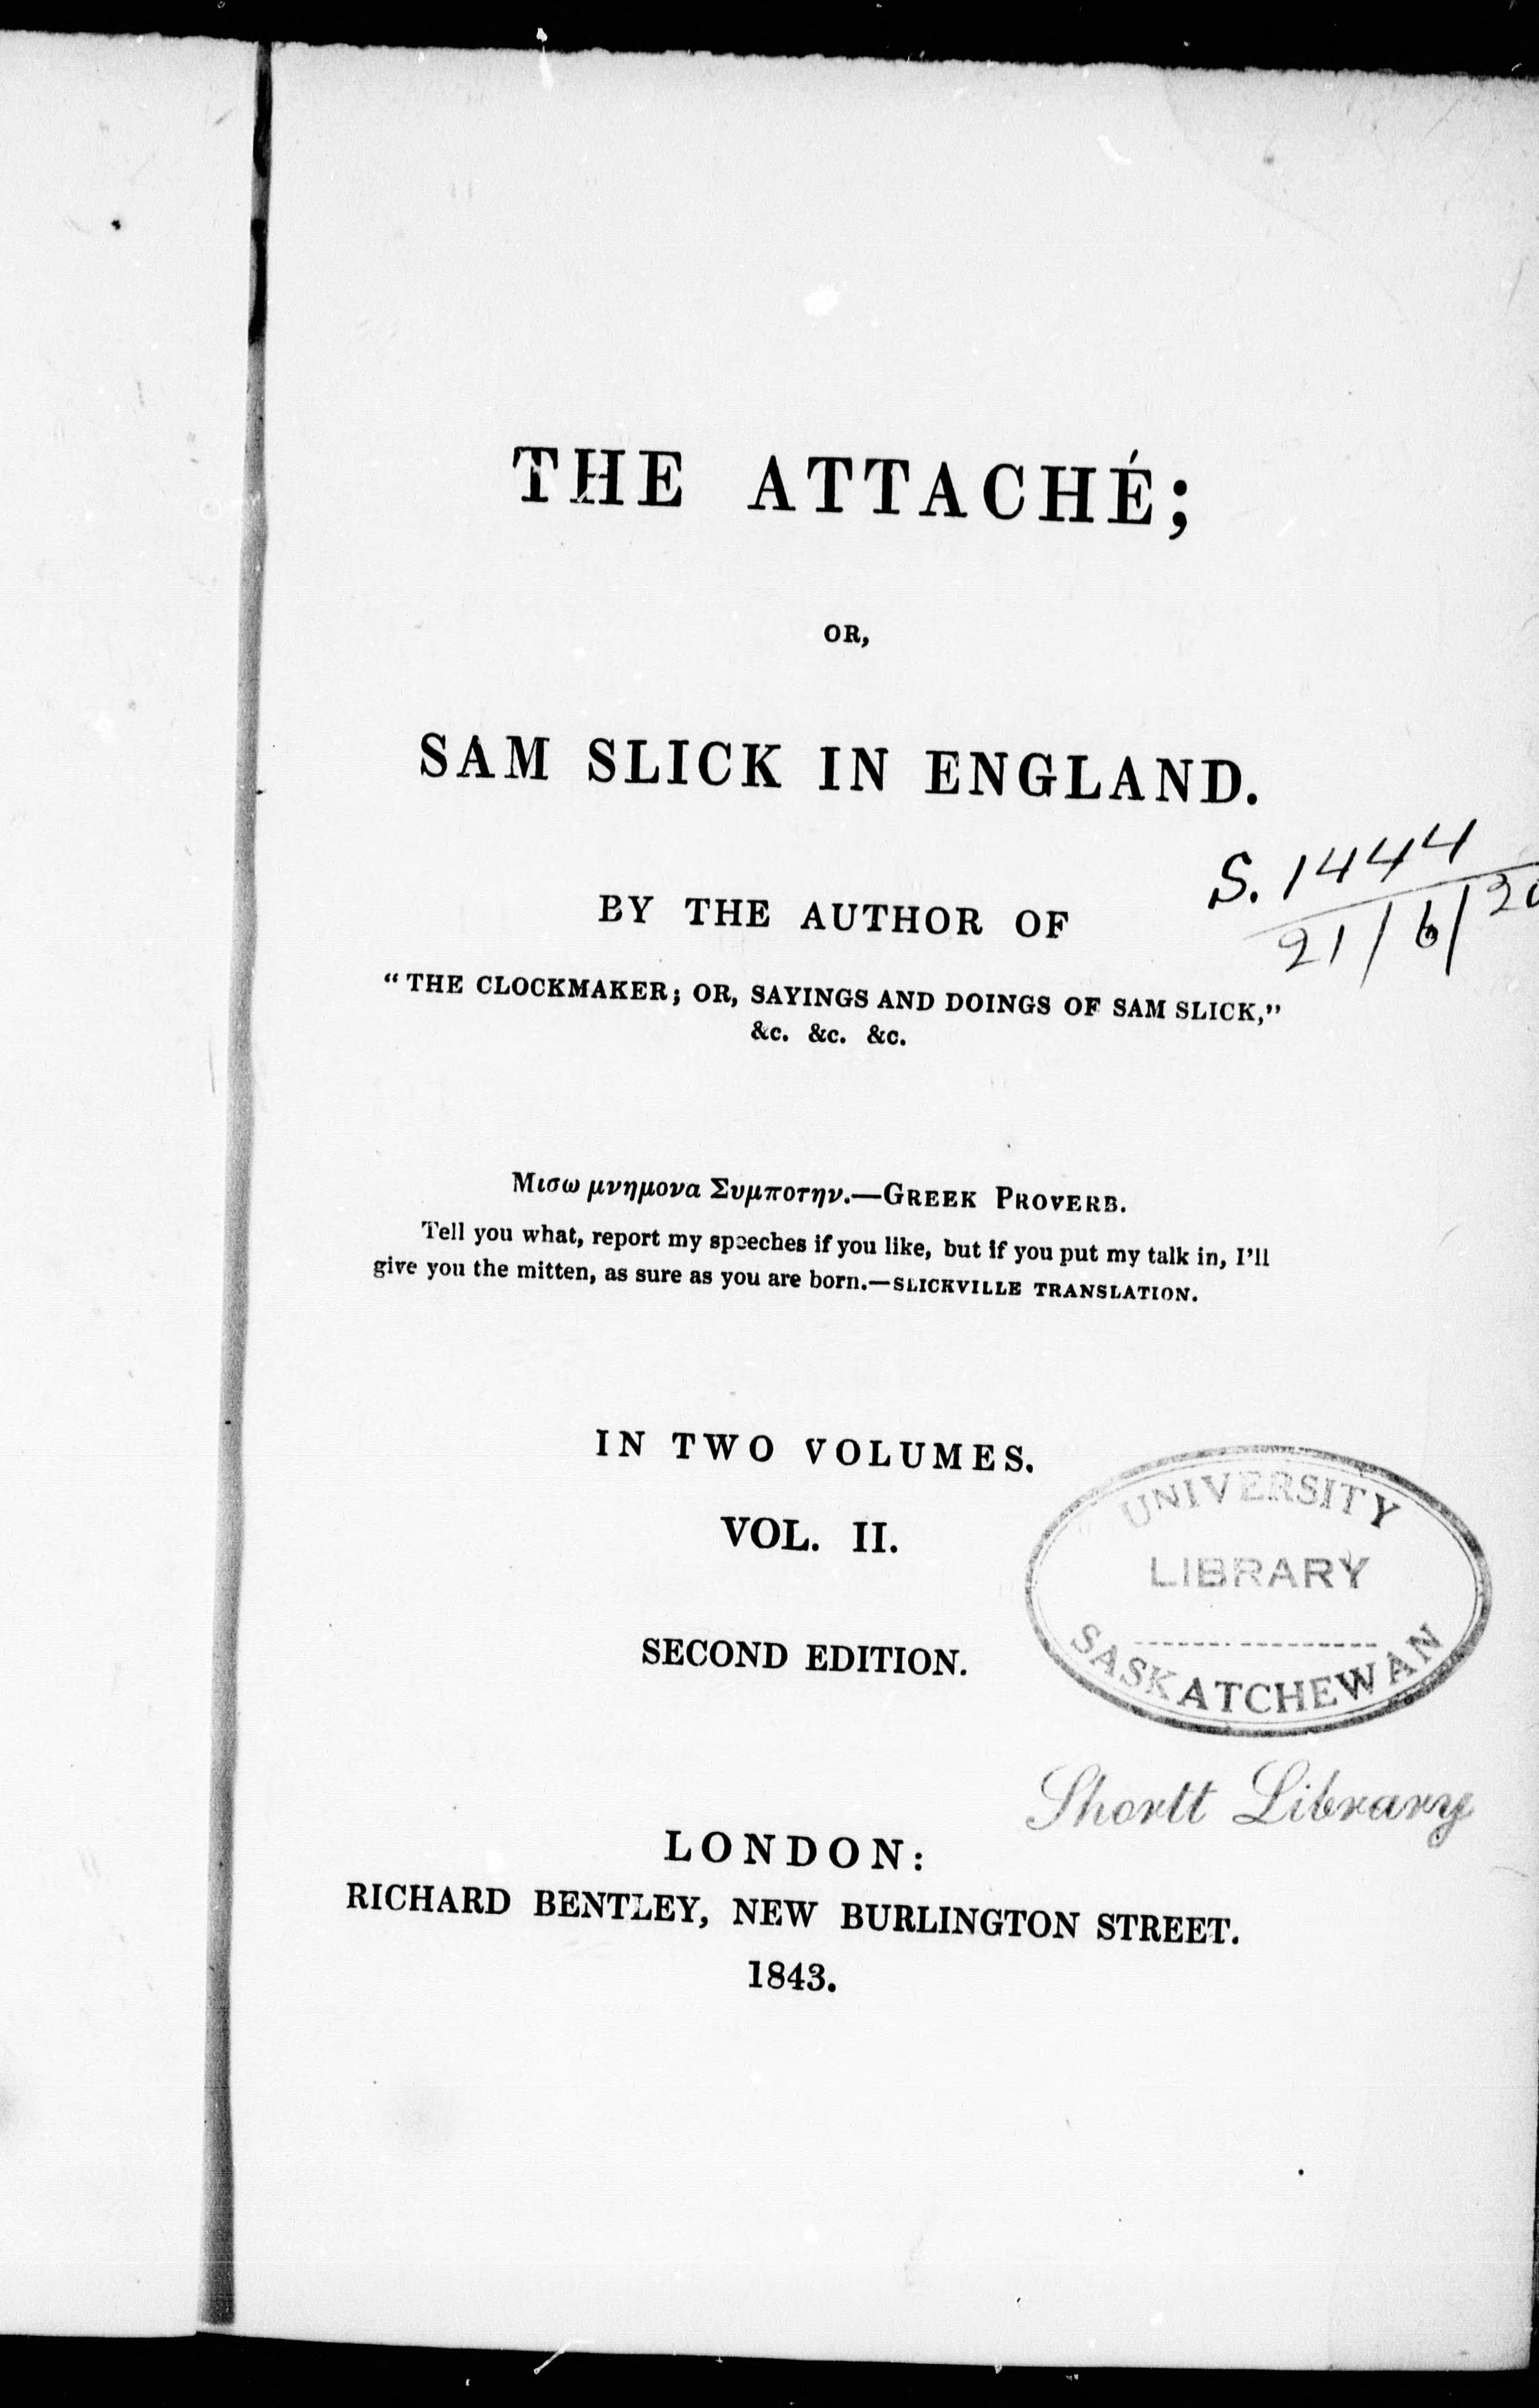 THE ATTACHÉ;
OR,
SAM SLICK IN ENGLAND.
S. 1444
21/6/20
BY THE AUTHOR OF
“THE CLOCKMAKER; OR, SAYINGS AND DOINGS OF SAM SLICK,”
&c. &c. &c.
Μισω μνημονα Συμποτην.—GREEK PROVERB.
Tell you what, report my speeches if you like, but if you put my talk in, I’ll
give you the mitten, as sure as you are born.—SLICKVILLE TRANSLATION.
IN TWO VOLUMES.
VOL. II.
SECOND EDITION.
UNIVERSITY
LIBRARY
SASKATCHEWAN
Shortt Library
LONDON:
RICHARD BENTLEY, NEW BURLINGTON STREET.
1843.